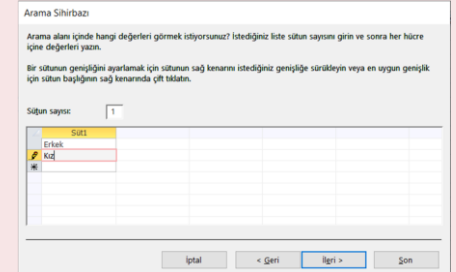 Arama Sihirbazı
Arama alanı içinde hangi değerleri görmek istiyorsunuz? İstediğiniz liste sütun sayısını girin ve sonra her hücre
içine değerleri yazın.
Bir sütunun genişliğini ayarlamak için sütunun sağ kenarını istediğiniz genişliğe sürükleyin veya en uygun genişlik
için sütun başlığının sağ kenarında çift tıklatın.
Sütun sayısı: 1
Süt1
Erkek
Kız
İptal < Geri İleri > Son